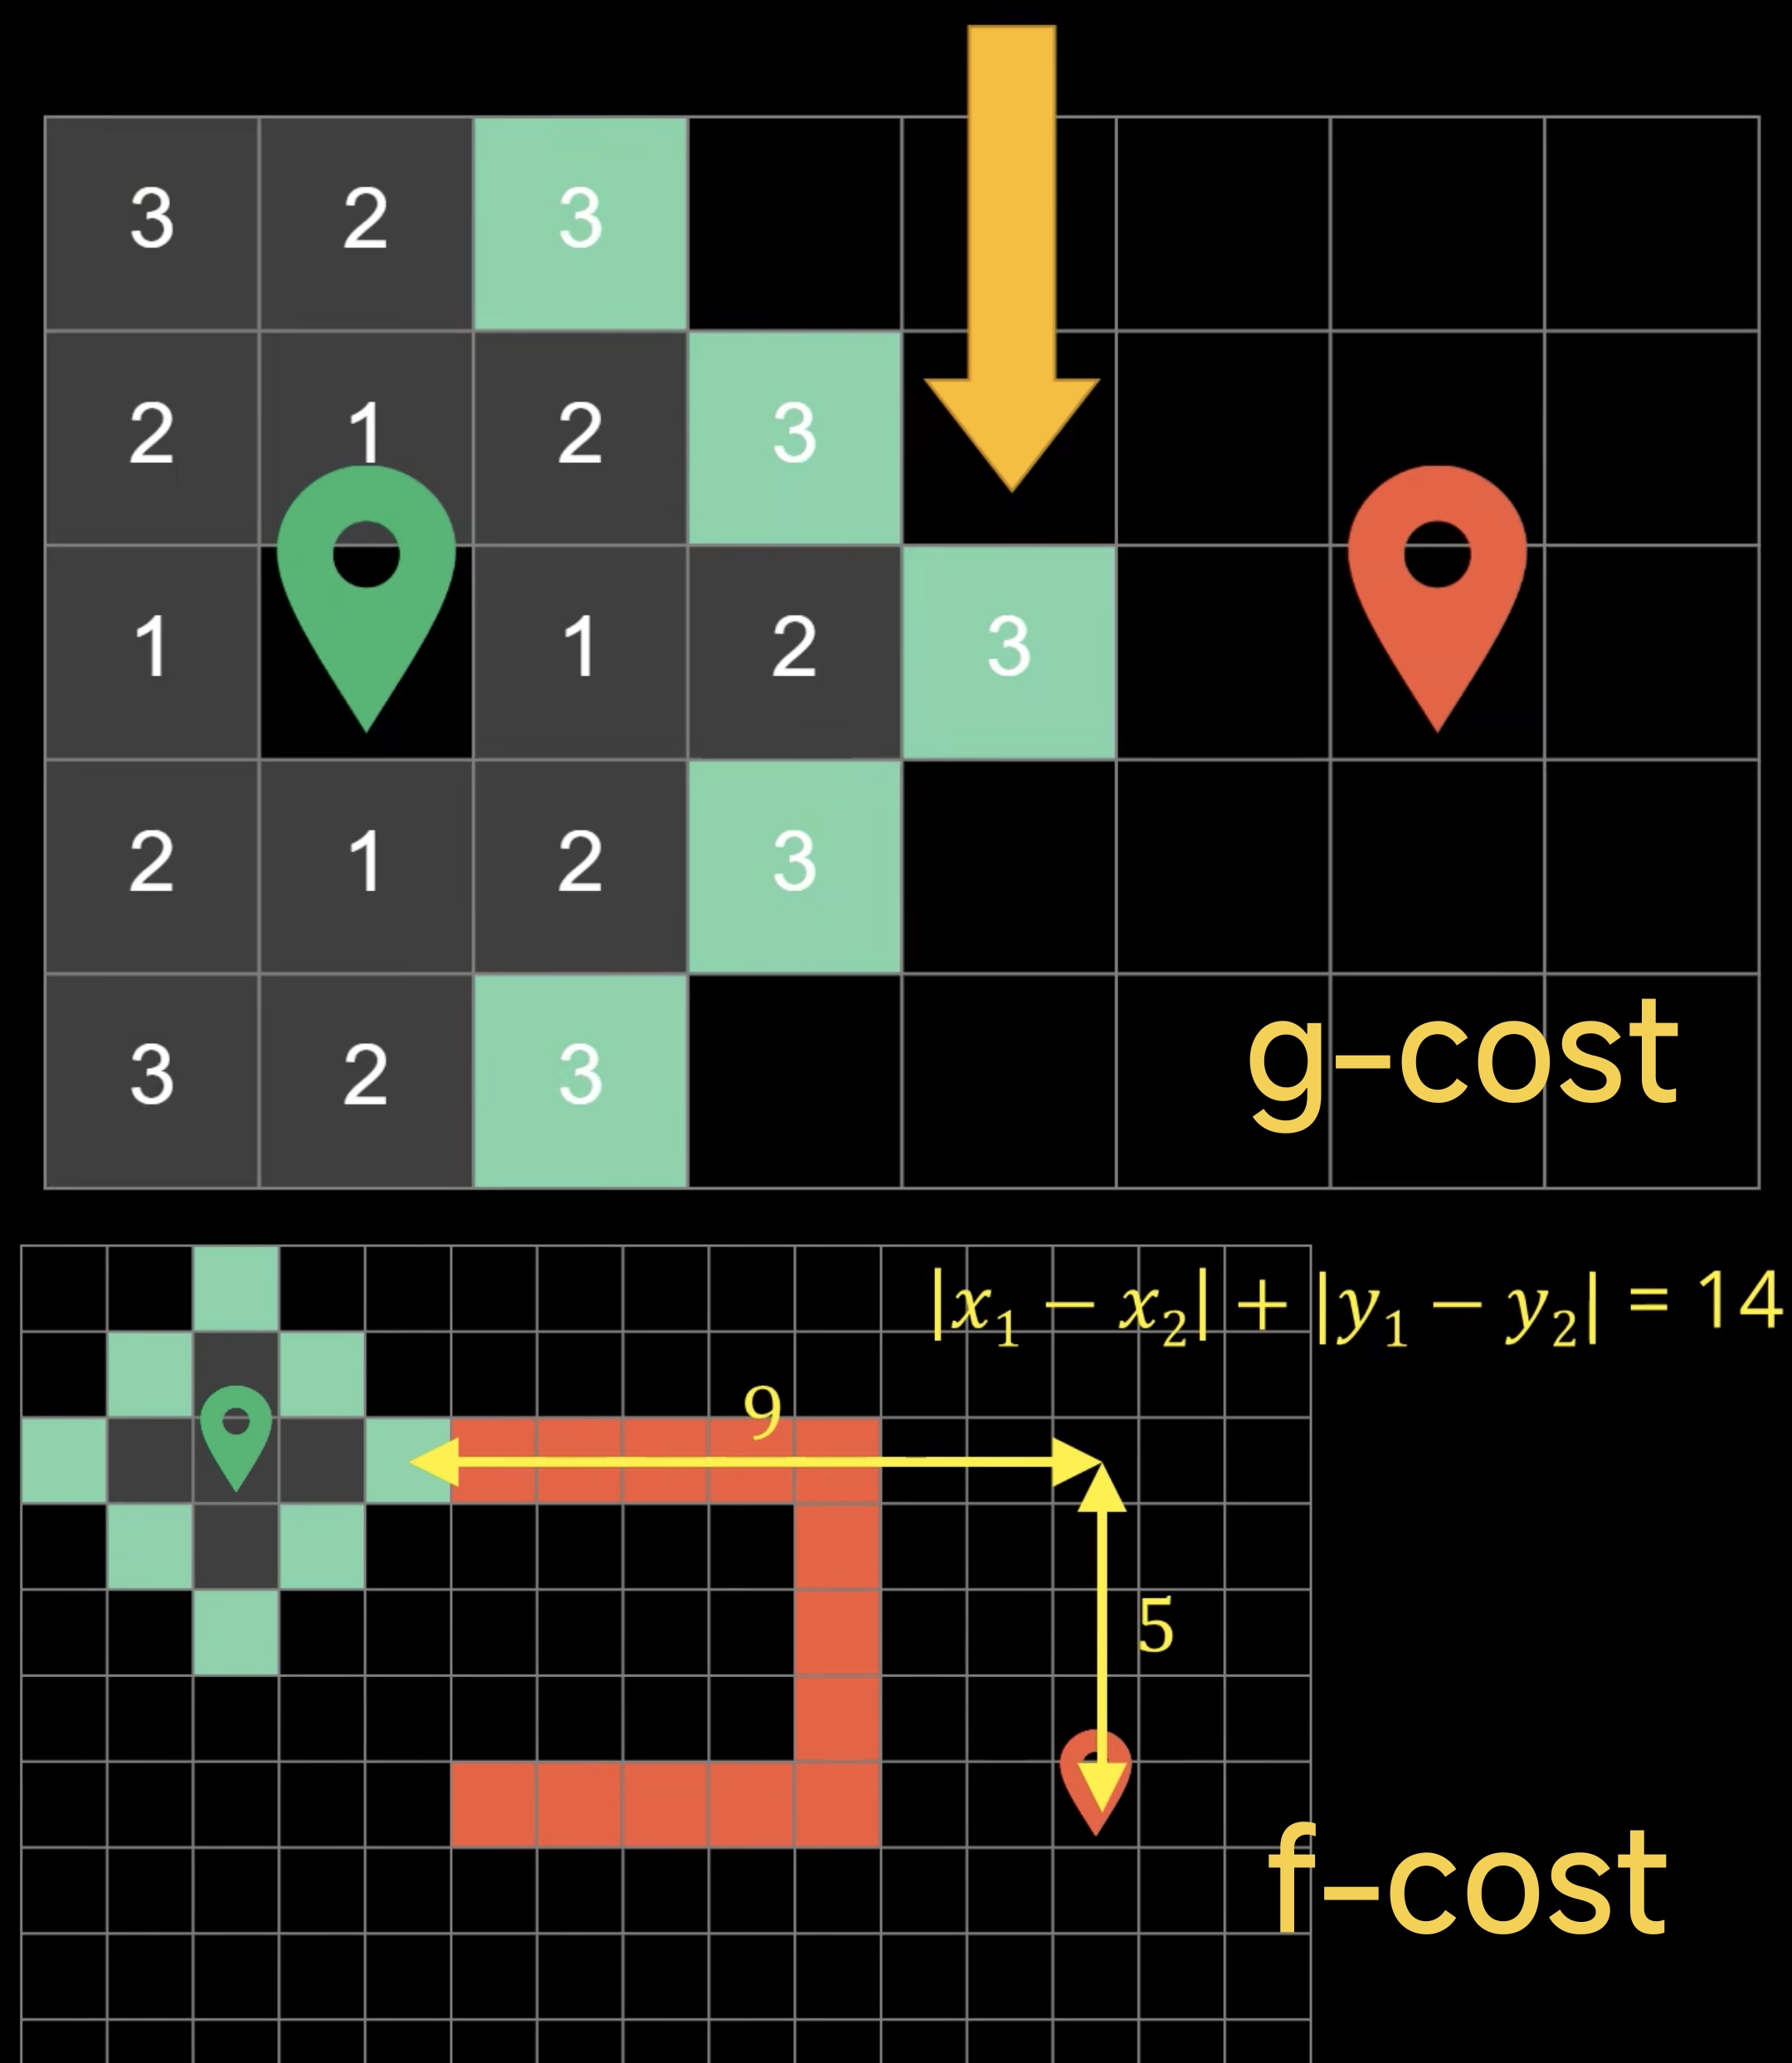 3 2 3
2 1 2 3
1 1 2 3
2 1 2 3
3 2 3
g-cost
|x₁ − x₂| + |y₁ − y₂| = 14
9
5
f-cost